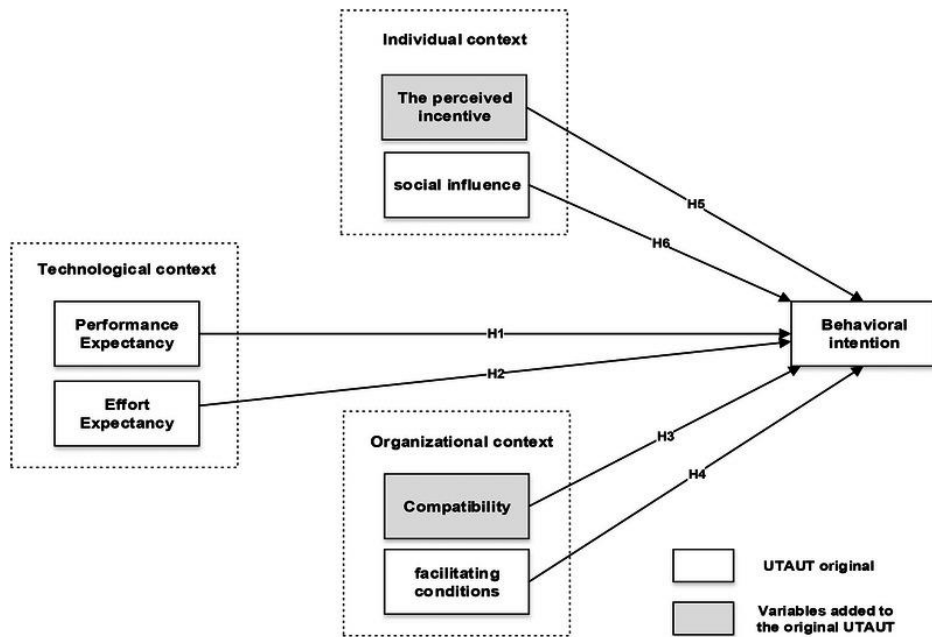 Individual context
The perceived
incentive
social influence
H5
H6
Technological context
Performance
Expectancy
H1
Behavioral
intention
H2
Effort
Expectancy
Organizational context
H3
H4
Compatibility
facilitating
conditions
UTAUT original
Variables added to
the original UTAUT